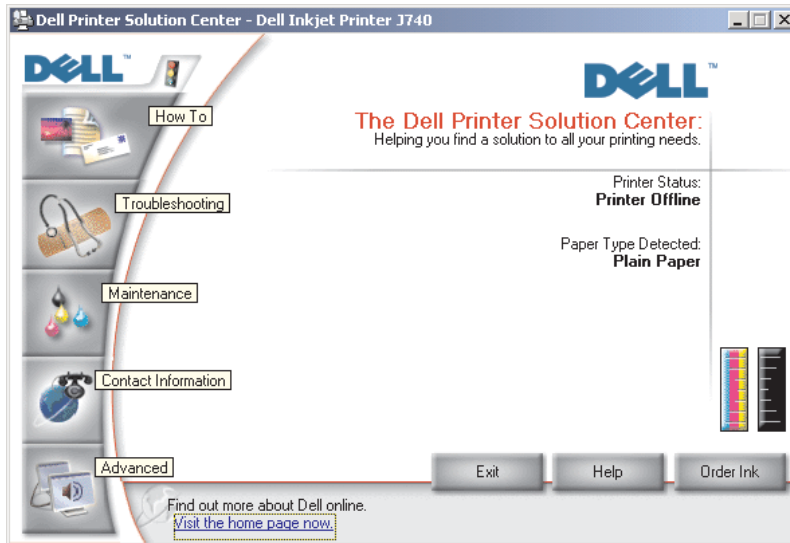 Dell Printer Solution Center - Dell Inkjet Printer J740
DELL™
How To
Troubleshooting
Maintenance
Contact Information
Advanced
DELL™
The Dell Printer Solution Center:
Helping you find a solution to all your printing needs.
Printer Status:
Printer Offline
Paper Type Detected:
Plain Paper
Exit
Help
Order Ink
Find out more about Dell online.
Visit the home page now.